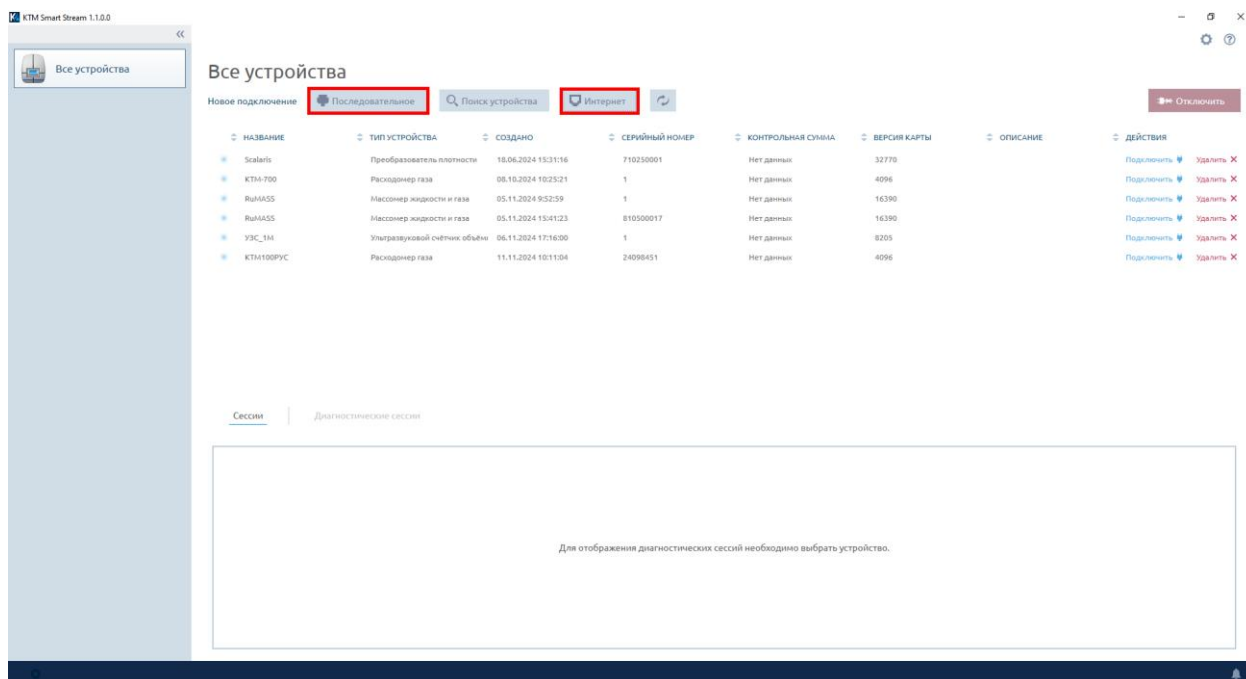 KTM Smart Stream 1.1.0.0
Все устройства
Все устройства
Новое подключение Последовательное Поиск устройства Интернет Отключить
НАЗВАНИЕ ТИП УСТРОЙСТВА СОЗДАНО СЕРИЙНЫЙ НОМЕР КОНТРОЛЬНАЯ СУММА ВЕРСИЯ КАРТЫ ОПИСАНИЕ ДЕЙСТВИЯ
Scalaris Преобразователь плотности 18.06.2024 15:31:16 710250001 Нет данных 32770 Подключить Удалить
КТМ-700 Расходомер газа 08.10.2024 10:25:21 1 Нет данных 4096 Подключить Удалить
RuMASS Массомер жидкости и газа 05.11.2024 9:52:59 1 Нет данных 16390 Подключить Удалить
RuMASS Массомер жидкости и газа 05.11.2024 15:41:23 810500017 Нет данных 16390 Подключить Удалить
УЗС_1М Ультразвуковой счётчик объём 06.11.2024 17:16:00 1 Нет данных 8205 Подключить Удалить
КТМ100РУС Расходомер газа 11.11.2024 10:11:04 24098451 Нет данных 4096 Подключить Удалить
Сессии Диагностические сессии
Для отображения диагностических сессий необходимо выбрать устройство.